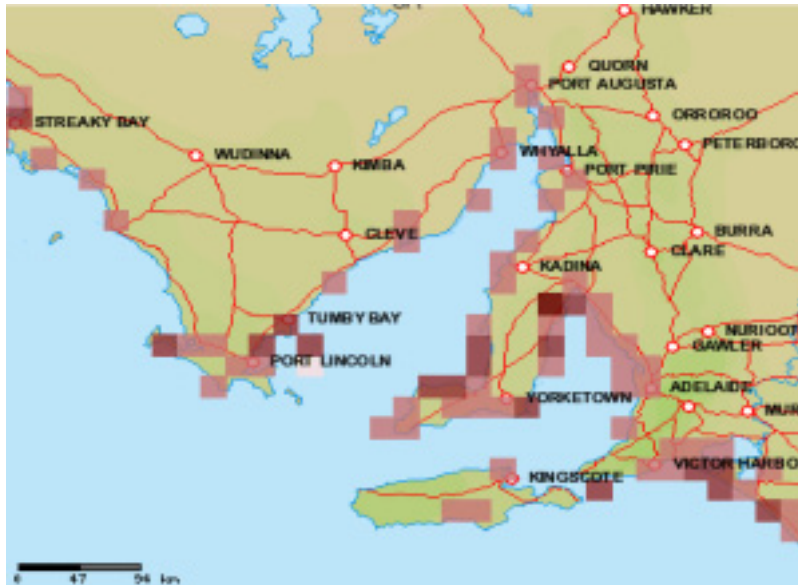 HAWKER
QUORN
PORT AUGUSTA
ORROROO
STREAKY BAY
PETERBORO
WUDINNA
WHYALLA
KIMBA
PORT PIRIE
BURRA
CLEVE
CLARE
KADINA
TUMBY BAY
NURIOOT
GAWLER
PORT LINCOLN
ADELAIDE
YORKETOWN
MUR
VICTOR HARBO
KINGSCOTE
0 47 94 km